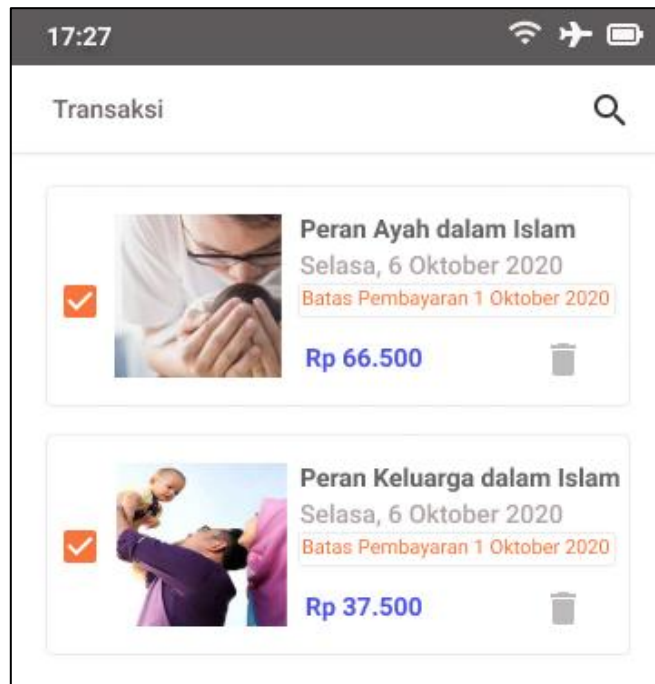 17:27
Transaksi
Peran Ayah dalam Islam
Selasa, 6 Oktober 2020
Batas Pembayaran 1 Oktober 2020
Rp 66.500
Peran Keluarga dalam Islam
Selasa, 6 Oktober 2020
Batas Pembayaran 1 Oktober 2020
Rp 37.500